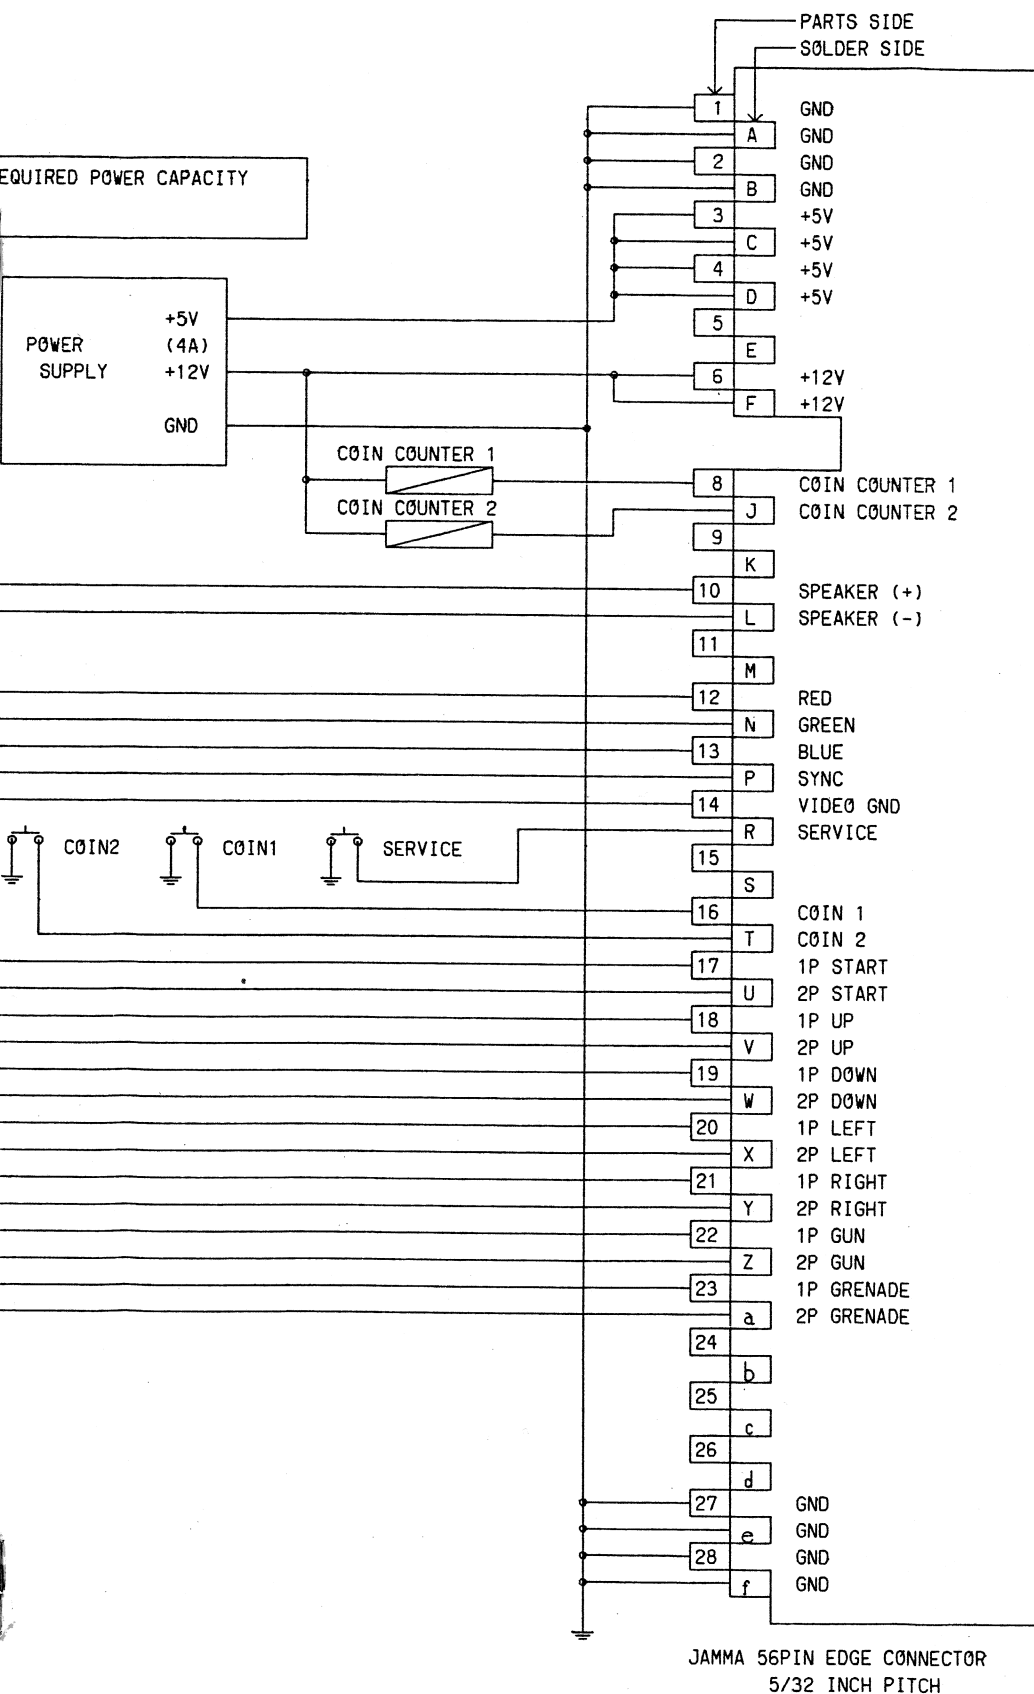 PARTS SIDE
SOLDER SIDE
1 GND
A GND
2 GND
B GND
3 +5V
C +5V
4 +5V
D +5V
5
E
6 +12V
F +12V
EQUIRED POWER CAPACITY
POWER SUPPLY
+5V
(4A)
+12V
GND
COIN COUNTER 1
COIN COUNTER 2
8 COIN COUNTER 1
J COIN COUNTER 2
9
K
10 SPEAKER (+)
L SPEAKER (-)
11
M
12 RED
N GREEN
13 BLUE
P SYNC
14 VIDEO GND
R SERVICE
COIN2 COIN1 SERVICE
15
S
16 COIN 1
T COIN 2
17 1P START
U 2P START
18 1P UP
V 2P UP
19 1P DOWN
W 2P DOWN
20 1P LEFT
X 2P LEFT
21 1P RIGHT
Y 2P RIGHT
22 1P GUN
Z 2P GUN
23 1P GRENADE
a 2P GRENADE
24
b
25
c
26
d
27 GND
e GND
28 GND
f GND
JAMMA 56PIN EDGE CONNECTOR
5/32 INCH PITCH